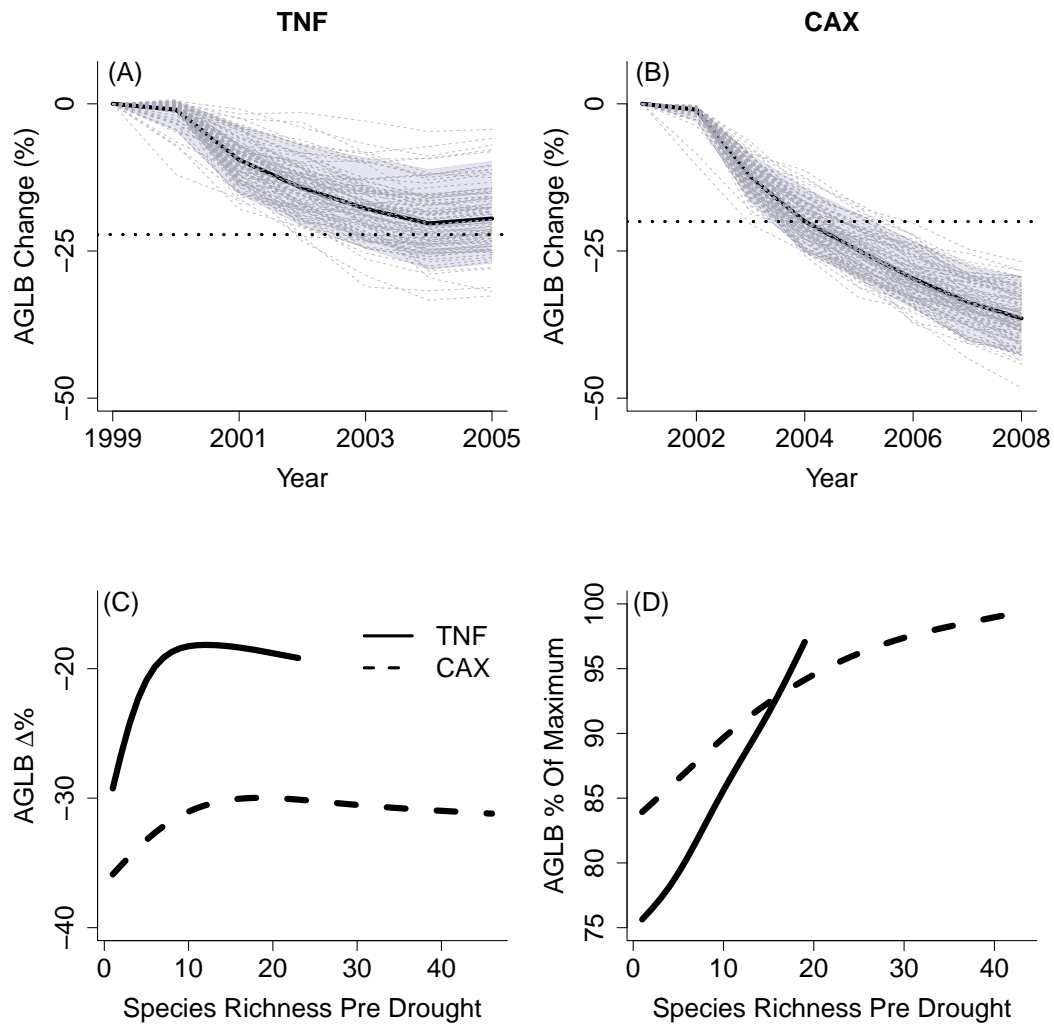 TNF
CAX
(A)
0
−25
−50
AGLB Change (%)
1999
2001
2003
2005
Year
(B)
0
−25
−50
AGLB Change (%)
2002
2004
2006
2008
Year
(C)
TNF
CAX
−20
−30
−40
AGLB Δ%
0
10
20
30
40
Species Richness Pre Drought
(D)
100
95
90
85
80
75
AGLB % Of Maximum
0
10
20
30
40
Species Richness Pre Drought